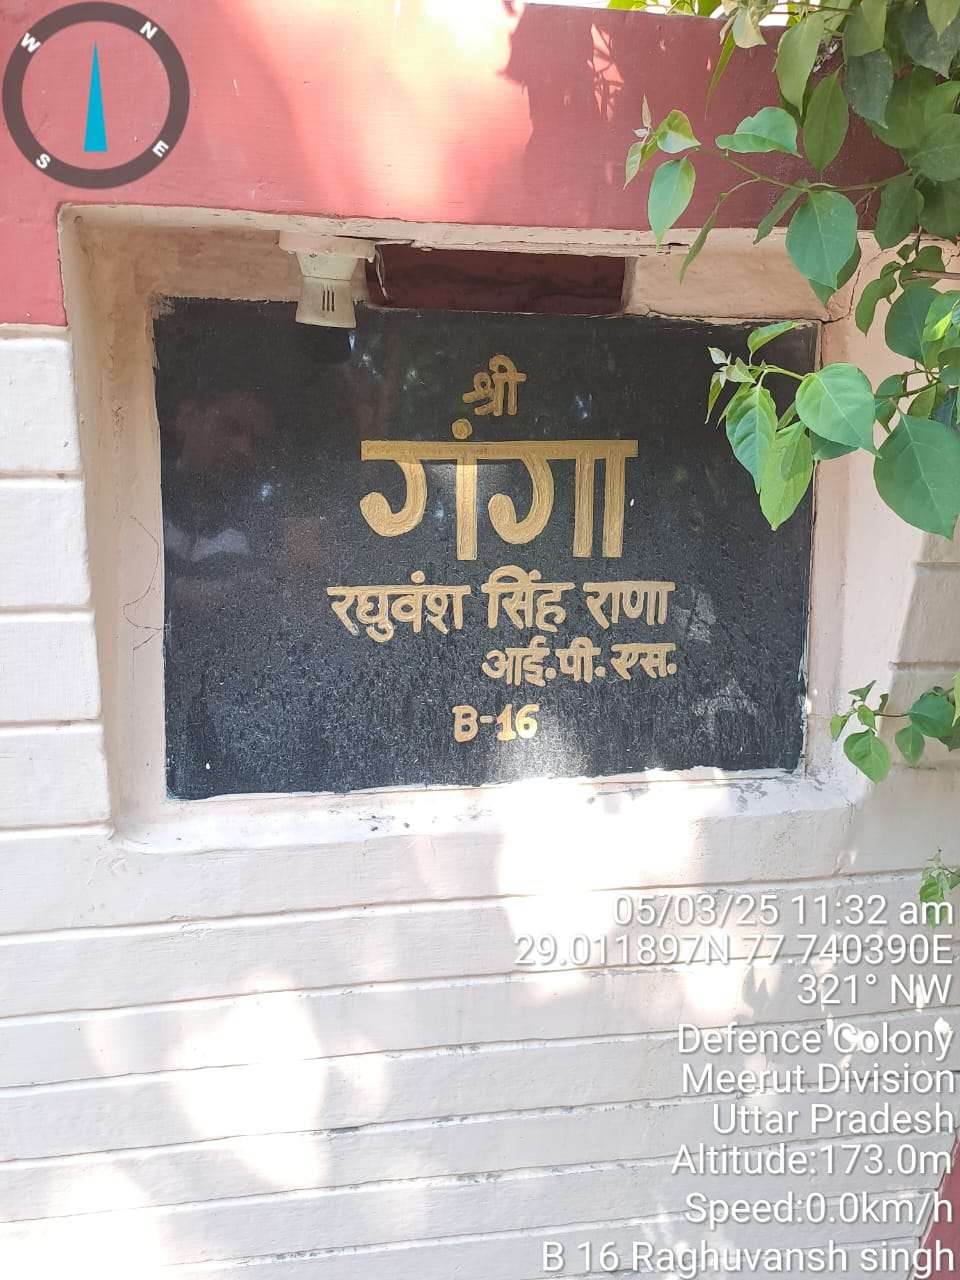 N
W
S
E
श्री
गंगा
रघुवंश सिंह राणा
आई.पी.एस.
B-16
05/03/25 11:32 am
29.011897N 77.740390E
321° NW
Defence Colony
Meerut Division
Uttar Pradesh
Altitude:173.0m
Speed:0.0km/h
B 16 Raghuvansh singh